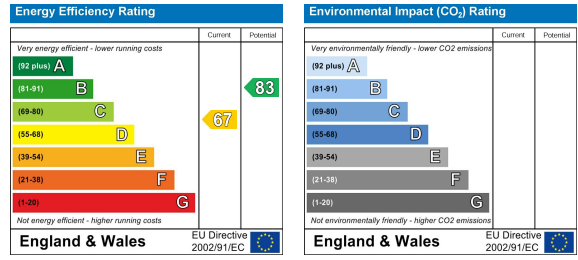 Energy Efficiency Rating
Current Potential
Very energy efficient - lower running costs
(92 plus) A
(81-91) B
83
(69-80) C
67
(55-68) D
(39-54) E
(21-38) F
(1-20) G
Not energy efficient - higher running costs
England & Wales
EU Directive
2002/91/EC
Environmental Impact (CO₂) Rating
Current Potential
Very environmentally friendly - lower CO2 emissions
(92 plus) A
(81-91) B
(69-80) C
(55-68) D
(39-54) E
(21-38) F
(1-20) G
Not environmentally friendly - higher CO2 emissions
England & Wales
EU Directive
2002/91/EC